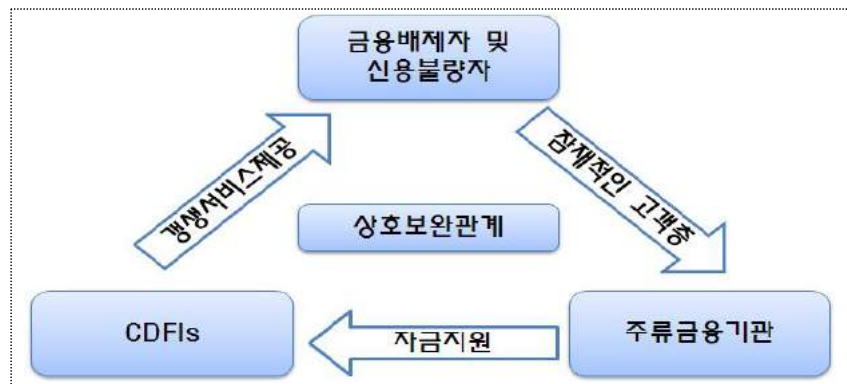 금융배제자 및
신용불량자
갱생서비스제공
잠재적인 고객층
상호보완관계
CDFIs
자금지원
주류금융기관